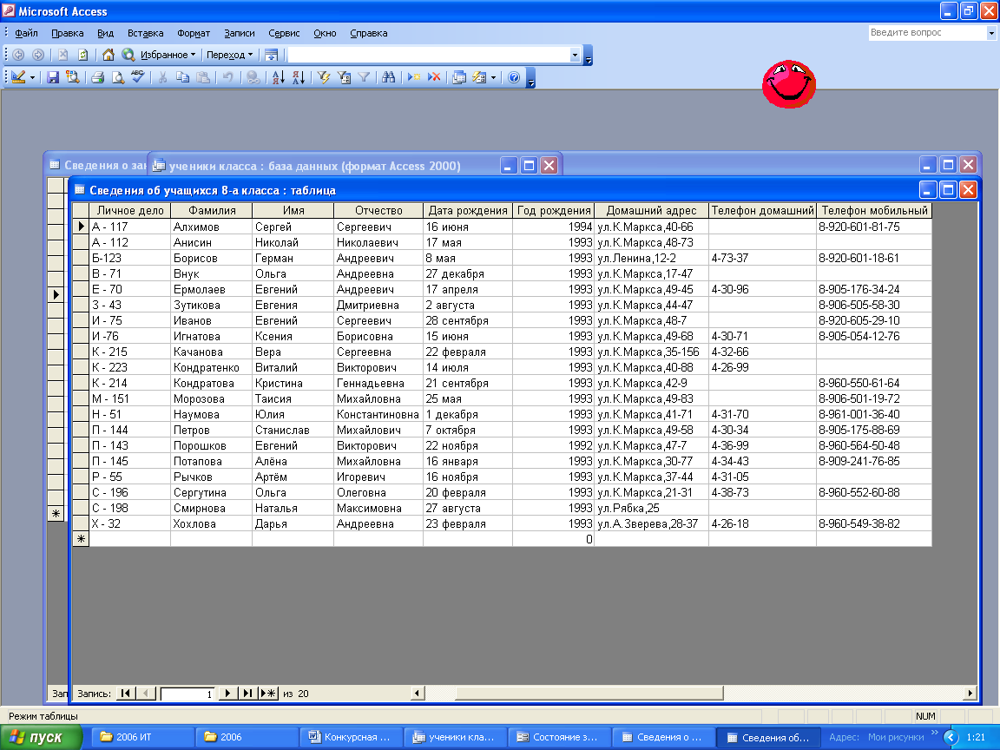 Microsoft Access
Файл Правка Вид Вставка Формат Записи Сервис Окно Справка Введите вопрос
Избранное Переход
Сведения о зан ученики класса : база данных (формат Access 2000)
Сведения об учащихся 8-а класса : таблица
Личное дело Фамилия Имя Отчество Дата рождения Год рождения Домашний адрес Телефон домашний Телефон мобильный
А - 117 Алхимов Сергей Сергеевич 16 июня 1994 ул.К.Маркса,40-66 8-920-601-81-75
А - 112 Анисин Николай Николаевич 17 мая 1993 ул.К.Маркса,48-73
Б-123 Борисов Герман Андреевич 8 мая 1993 ул.Ленина,12-2 4-73-37 8-920-601-18-61
В - 71 Внук Ольга Андреевна 27 декабря 1993 ул.К.Маркса,17-47
Е - 70 Ермолаев Евгений Андреевич 17 апреля 1993 ул.К.Маркса,49-45 4-30-96 8-905-176-34-24
З - 43 Зутикова Евгения Дмитриевна 2 августа 1993 ул.К.Маркса,44-47 8-906-505-58-30
И - 75 Иванов Евгений Сергеевич 28 сентября 1993 ул.К.Маркса,48-7 8-920-605-29-10
И -76 Игнатова Ксения Борисовна 15 июня 1993 ул.К.Маркса,49-68 4-30-71 8-905-054-12-76
К - 215 Качанова Вера Сергеевна 22 февраля 1993 ул.К.Маркса,35-156 4-32-66
К - 223 Кондратенко Виталий Викторович 14 июля 1993 ул.К.Маркса,40-88 4-26-99
К - 214 Кондратова Кристина Геннадьевна 21 сентября 1993 ул.К.Маркса,42-9 8-960-550-61-64
М - 151 Морозова Таисия Михайловна 25 мая 1993 ул.К.Маркса,49-83 8-906-501-19-72
Н - 51 Наумова Юлия Константиновна 1 декабря 1993 ул.К.Маркса,41-71 4-31-70 8-961-001-36-40
П - 144 Петров Станислав Михайлович 7 октября 1993 ул.К.Маркса,49-58 4-30-34 8-905-175-88-69
П - 143 Порошков Евгений Викторович 22 ноября 1992 ул.К.Маркса,47-7 4-36-99 8-960-564-50-48
П - 145 Потапова Алёна Михайловна 16 января 1993 ул.К.Маркса,30-77 4-34-43 8-909-241-76-85
Р - 55 Рычков Артём Игоревич 16 ноября 1993 ул.К.Маркса,37-44 4-31-05
С - 196 Сергутина Ольга Олеговна 20 февраля 1993 ул.К.Маркса,21-31 4-38-73 8-960-552-60-88
С - 198 Смирнова Наталья Максимовна 27 августа 1993 ул.Рябка,25
Х - 32 Хохлова Дарья Андреевна 23 февраля 1993 ул.А.Зверева,28-37 4-26-18 8-960-549-38-82
0
Зап Запись: 1 из 20
Режим таблицы NUM
пуск 2006 ИТ 2006 Конкурсная ... ученики кла... Состояние з... Сведения о ... Сведения об... Адрес: Мои рисунки 1:21